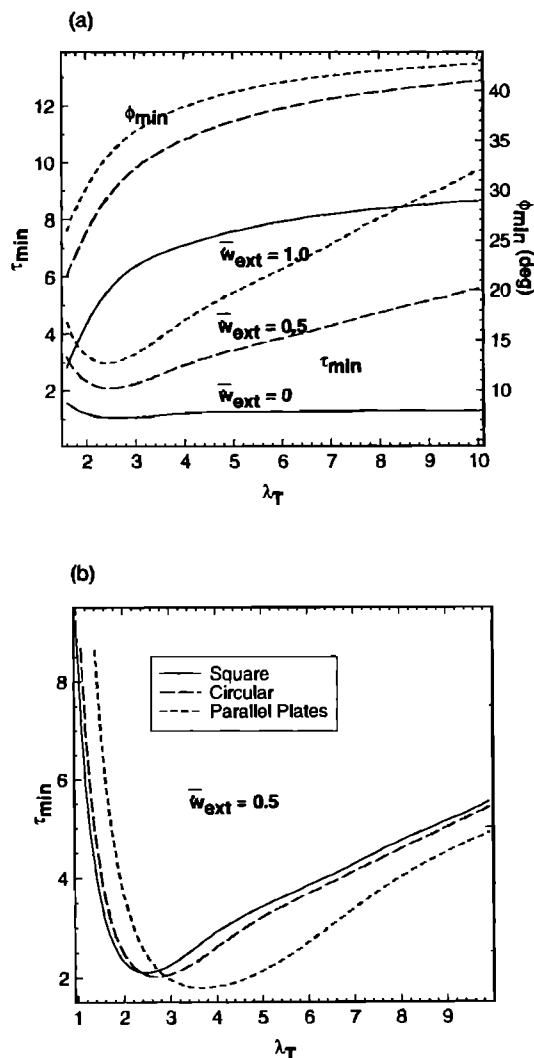 (a)
12
10
8
6
4
2
τmin
ϕmin
w̄ext = 1.0
w̄ext = 0.5
τmin
w̄ext = 0
40
35
30
25
20
15
10
ϕmin (deg)
2 3 4 5 6 7 8 9 10
λT
(b)
8
6
4
2
τmin
Square
Circular
Parallel Plates
w̄ext = 0.5
1 2 3 4 5 6 7 8 9
λT